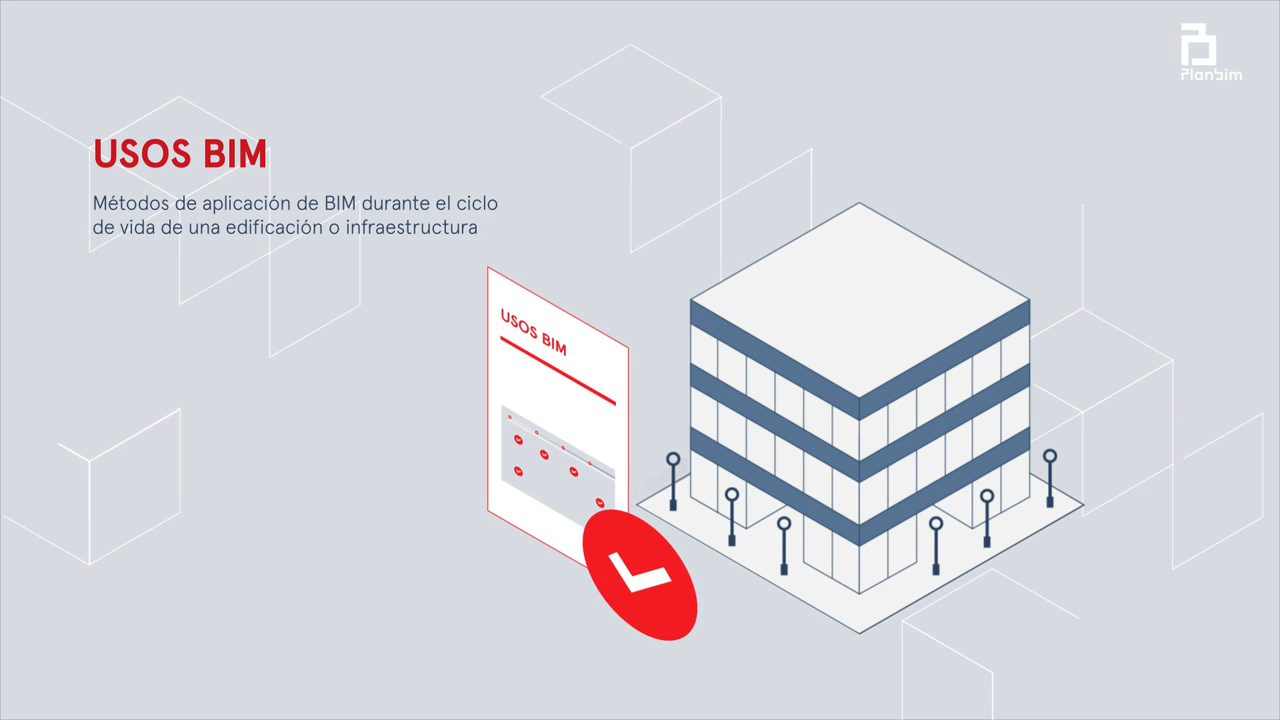 Planbim
USOS BIM
Métodos de aplicación de BIM durante el ciclo
de vida de una edificación o infraestructura
USOS BIM